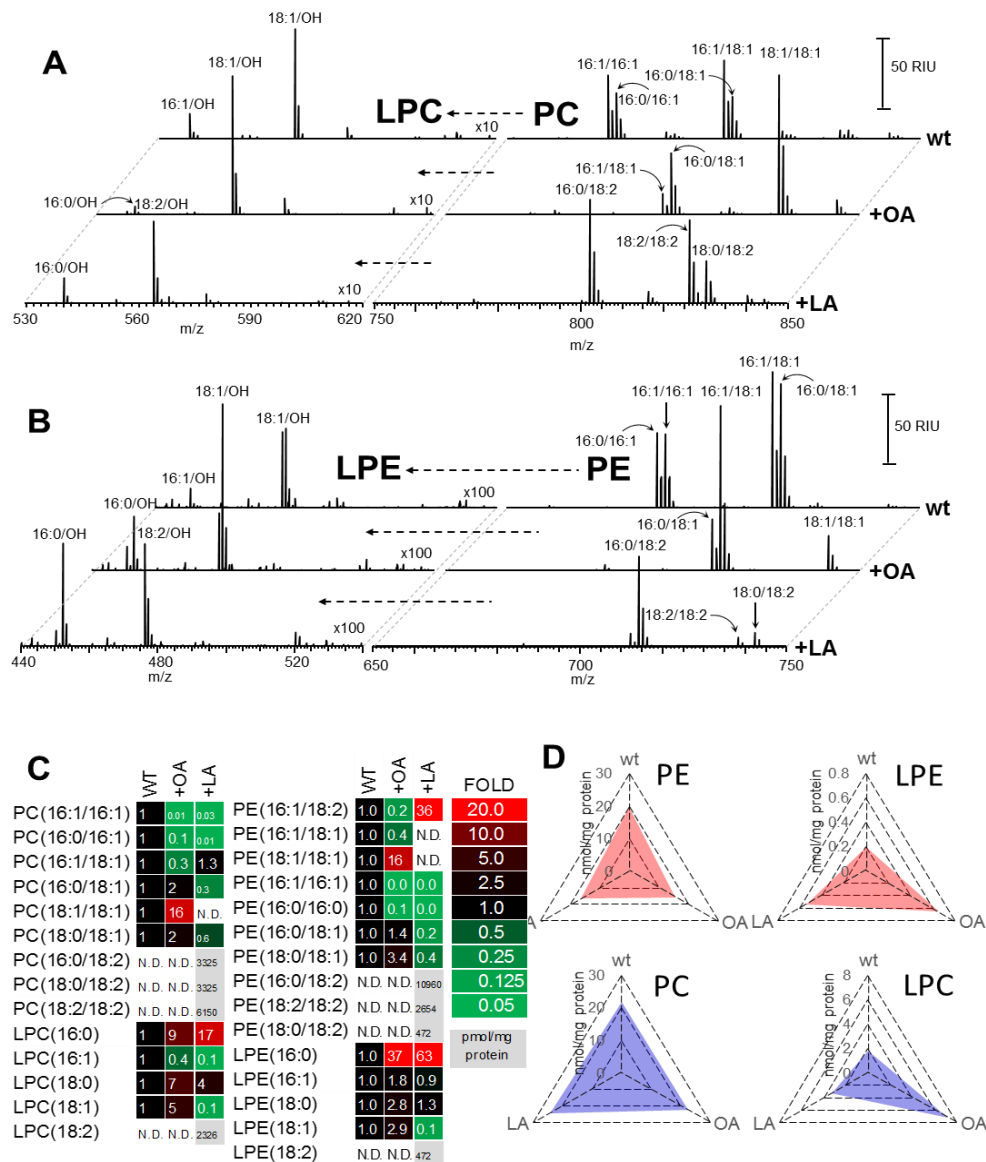 A
18:1/OH
18:1/OH
16:1/OH
LPC
PC
x10
16:1/16:1
16:0/16:1
16:1/18:1
16:0/18:1
18:1/18:1
50 RIU
wt
16:0/OH
18:2/OH
x10
16:1/18:1
16:0/18:1
16:0/18:2
+OA
16:0/OH
x10
18:2/18:2
18:0/18:2
+LA
530 560 590 620 750 800 850
m/z m/z
B
18:1/OH
18:1/OH
16:1/OH
LPE
PE
x100
16:0/16:1
16:1/16:1
16:1/18:1
16:0/18:1
50 RIU
wt
16:0/OH
18:2/OH
x100
16:0/18:1
18:1/18:1
+OA
16:0/OH
x100
16:0/18:2
18:2/18:2
18:0/18:2
+LA
440 480 520 650 700 750
m/z m/z
C
WT +OA +LA
PC(16:1/16:1) 1 0.01 0.03
PC(16:0/16:1) 1 0.1 0.01
PC(16:1/18:1) 1 0.3 1.3
PC(16:0/18:1) 1 2 0.3
PC(18:1/18:1) 1 16 N.D.
PC(18:0/18:1) 1 2 0.6
PC(16:0/18:2) N.D. N.D. 3325
PC(18:0/18:2) N.D. N.D. 3325
PC(18:2/18:2) N.D. N.D. 6150
LPC(16:0) 1 9 17
LPC(16:1) 1 0.4 0.1
LPC(18:0) 1 7 4
LPC(18:1) 1 5 0.1
LPC(18:2) N.D. N.D. 2326
WT +OA +LA
PE(16:1/18:2) 1.0 0.2 36
PE(16:1/18:1) 1.0 0.4 N.D.
PE(18:1/18:1) 1.0 16 N.D.
PE(16:1/16:1) 1.0 0.0 0.0
PE(16:0/16:0) 1.0 0.1 0.0
PE(16:0/18:1) 1.0 1.4 0.2
PE(18:0/18:1) 1.0 3.4 0.4
PE(16:0/18:2) N.D. N.D. 10960
PE(18:2/18:2) N.D. N.D. 2654
PE(18:0/18:2) N.D. N.D. 472
LPE(16:0) 1.0 37 63
LPE(16:1) 1.0 1.8 0.9
LPE(18:0) 1.0 2.8 1.3
LPE(18:1) 1.0 2.9 0.1
LPE(18:2) N.D. N.D. 472
FOLD
20.0
10.0
5.0
2.5
1.0
0.5
0.25
0.125
0.05
pmol/mg
protein
D
wt
PE
30
20
10
0
nmol/mg protein
LA
OA
wt
LPE
0.8
0.6
0.4
0.2
0
nmol/mg protein
LA
OA
wt
PC
30
20
10
0
nmol/mg protein
LA
OA
wt
LPC
8
6
4
2
0
nmol/mg protein
LA
OA